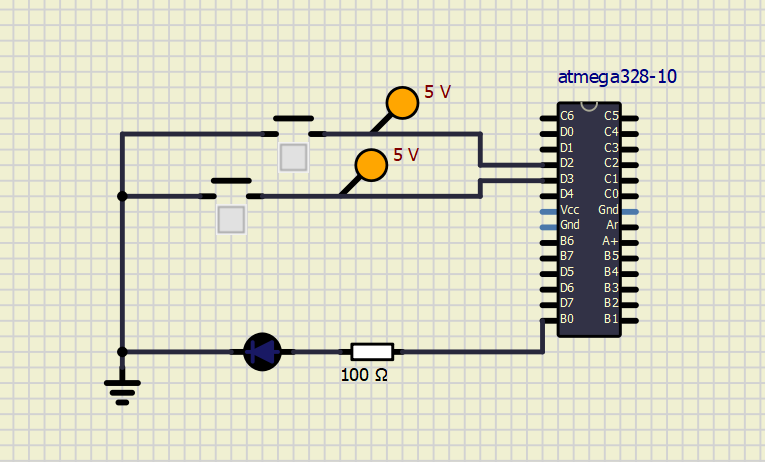 atmega328-10
5 V
5 V
C6 C5
D0 C4
D1 C3
D2 C2
D3 C1
D4 C0
Vcc Gnd
Gnd Ar
B6 A+
B7 B5
D5 B4
D6 B3
D7 B2
B0 B1
100 Ω